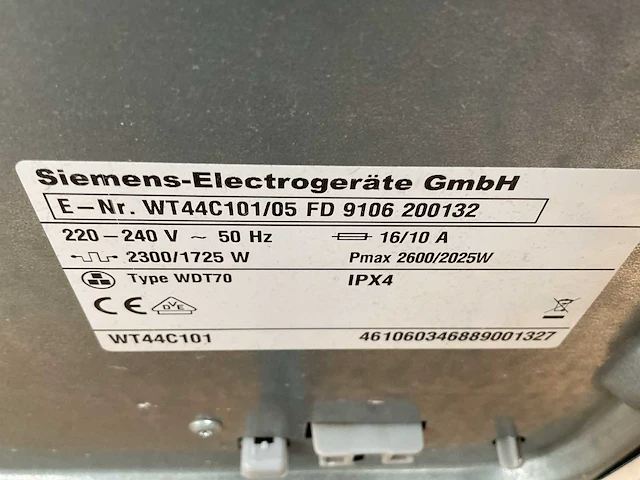 Siemens-Electrogeräte GmbH
E-Nr. WT44C101/05 FD 9106 200132
220-240 V ~ 50 Hz 16/10 A
2300/1725 W Pmax 2600/2025W
Type WDT70 IPX4
CE DVE
WT44C101 461060346889001327